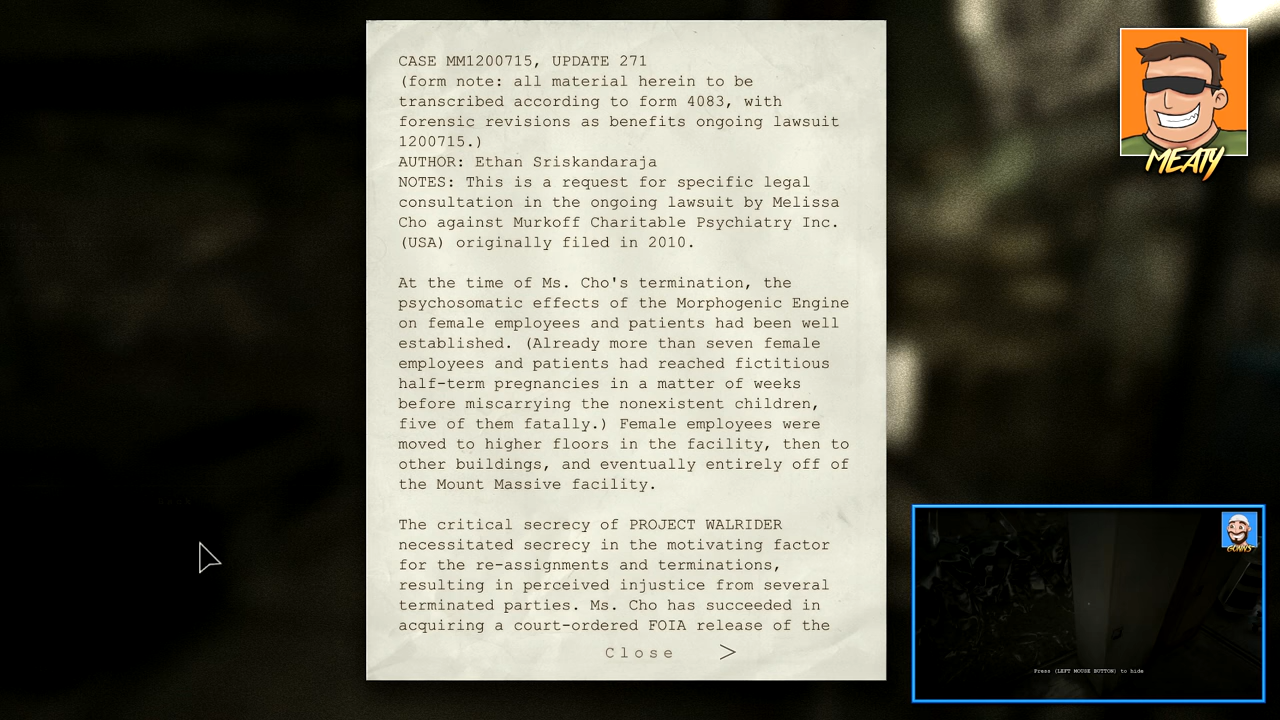 CASE MM1200715, UPDATE 271
(form note: all material herein to be
transcribed according to form 4083, with
forensic revisions as benefits ongoing lawsuit
1200715.)
AUTHOR: Ethan Sriskandaraja
NOTES: This is a request for specific legal
consultation in the ongoing lawsuit by Melissa
Cho against Murkoff Charitable Psychiatry Inc.
(USA) originally filed in 2010.
At the time of Ms. Cho's termination, the
psychosomatic effects of the Morphogenic Engine
on female employees and patients had been well
established. (Already more than seven female
employees and patients had reached fictitious
half-term pregnancies in a matter of weeks
before miscarrying the nonexistent children,
five of them fatally.) Female employees were
moved to higher floors in the facility, then to
other buildings, and eventually entirely off of
the Mount Massive facility.
The critical secrecy of PROJECT WALRIDER
necessitated secrecy in the motivating factor
for the re-assignments and terminations,
resulting in perceived injustice from several
terminated parties. Ms. Cho has succeeded in
acquiring a court-ordered FOIA release of the
Close >
MEATY
GUNNS
Press (LEFT MOUSE BUTTON) to hide